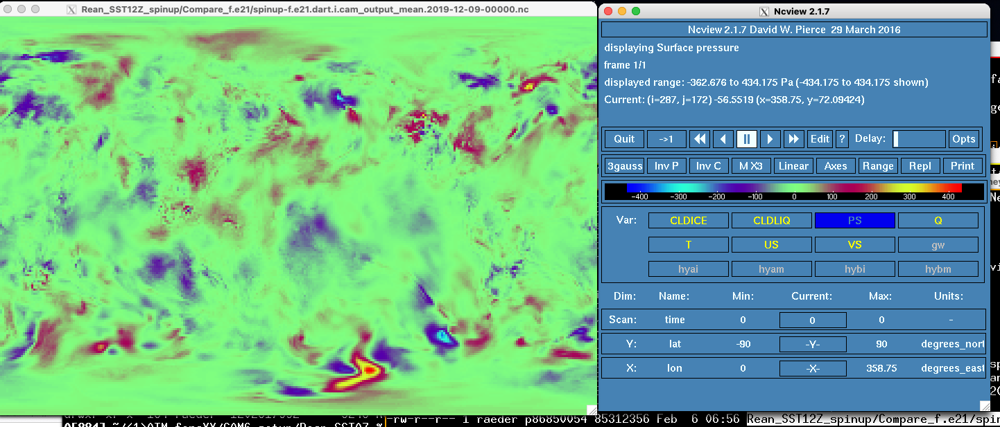 Rean_SST12Z_spinup/Compare_f.e21/spinup-f.e21.dart.i.cam_output_mean.2019-12-09-00000.nc
Ncview 2.1.7
Ncview 2.1.7 David W. Pierce 29 March 2016
displaying Surface pressure
frame 1/1
displayed range: -362.676 to 434.175 Pa (-434.175 to 434.175 shown)
Current: (i=287, j=172) -56.5519 (x=358.75, y=72.09424)
Quit ->1 Edit ? Delay: Opts
3gauss Inv P Inv C M X3 Linear Axes Range Repl Print
-400 -300 -200 -100 0 100 200 300 400
Var: CLDICE CLDLIQ PS Q
T US VS gw
hyai hyam hybi hybm
Dim: Name: Min: Current: Max: Units:
Scan: time 0 0 0 -
Y: lat -90 -Y- 90 degrees_nort
X: lon 0 -X- 358.75 degrees_east
-rw-r--r-- 1 raeder p86850054 85312356 Feb 6 06:56 Rean_SST12Z_spinup/Compare_f.e21/spin